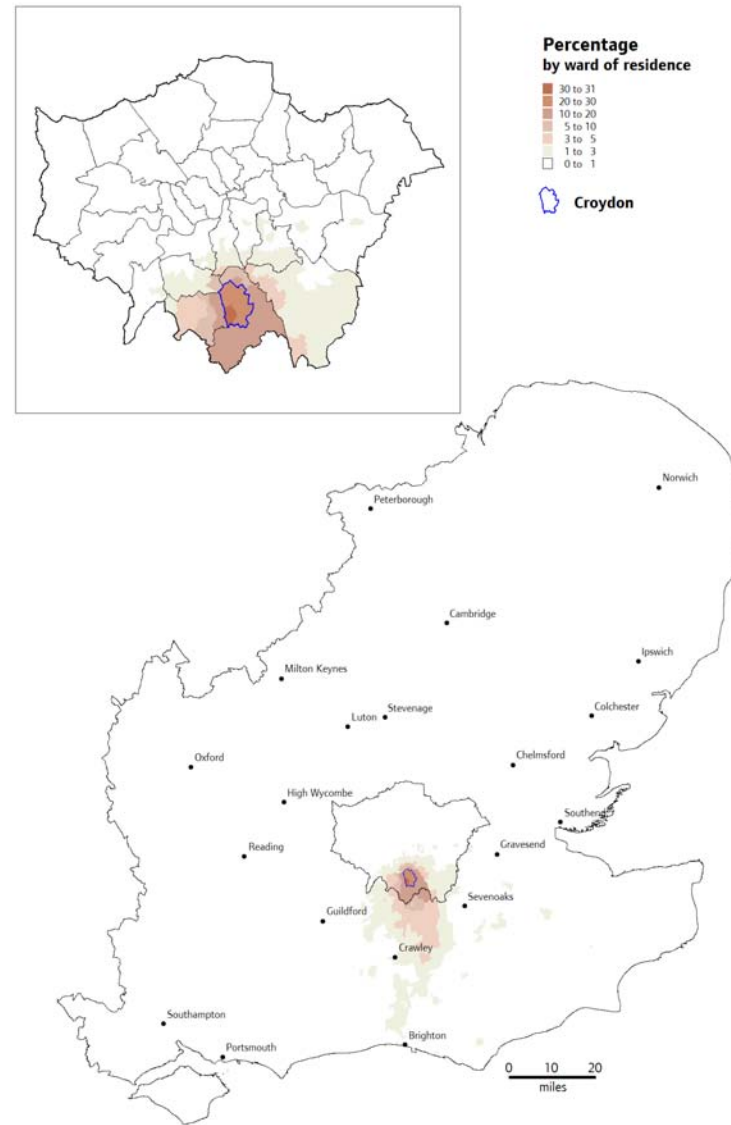 Percentage
by ward of residence
30 to 31
20 to 30
10 to 20
5 to 10
3 to 5
1 to 3
0 to 1
Croydon
Norwich
Peterborough
Cambridge
Ipswich
Milton Keynes
Colchester
Stevenage
Luton
Oxford
Chelmsford
High Wycombe
Southend
Gravesend
Reading
Sevenoaks
Guildford
Crawley
Southampton
Brighton
Portsmouth
0 10 20
miles